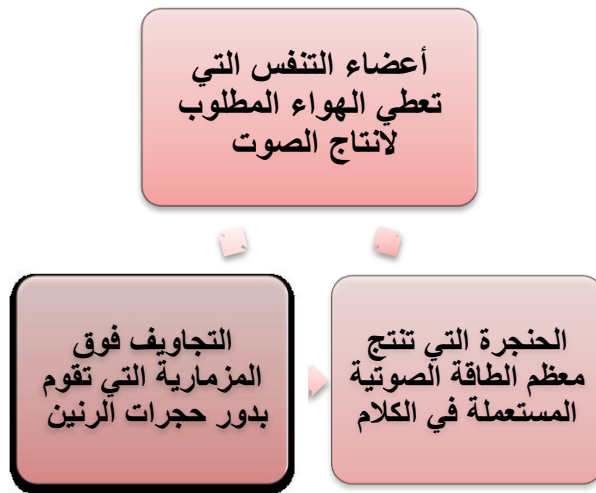 أعضاء التنفس التي
تعطي الهواء المطلوب
لانتاج الصوت
الحنجرة التي تنتج
معظم الطاقة الصوتية
المستعملة في الكلام
التجاويف فوق
المزمارية التي تقوم
بدور حجرات الرنين